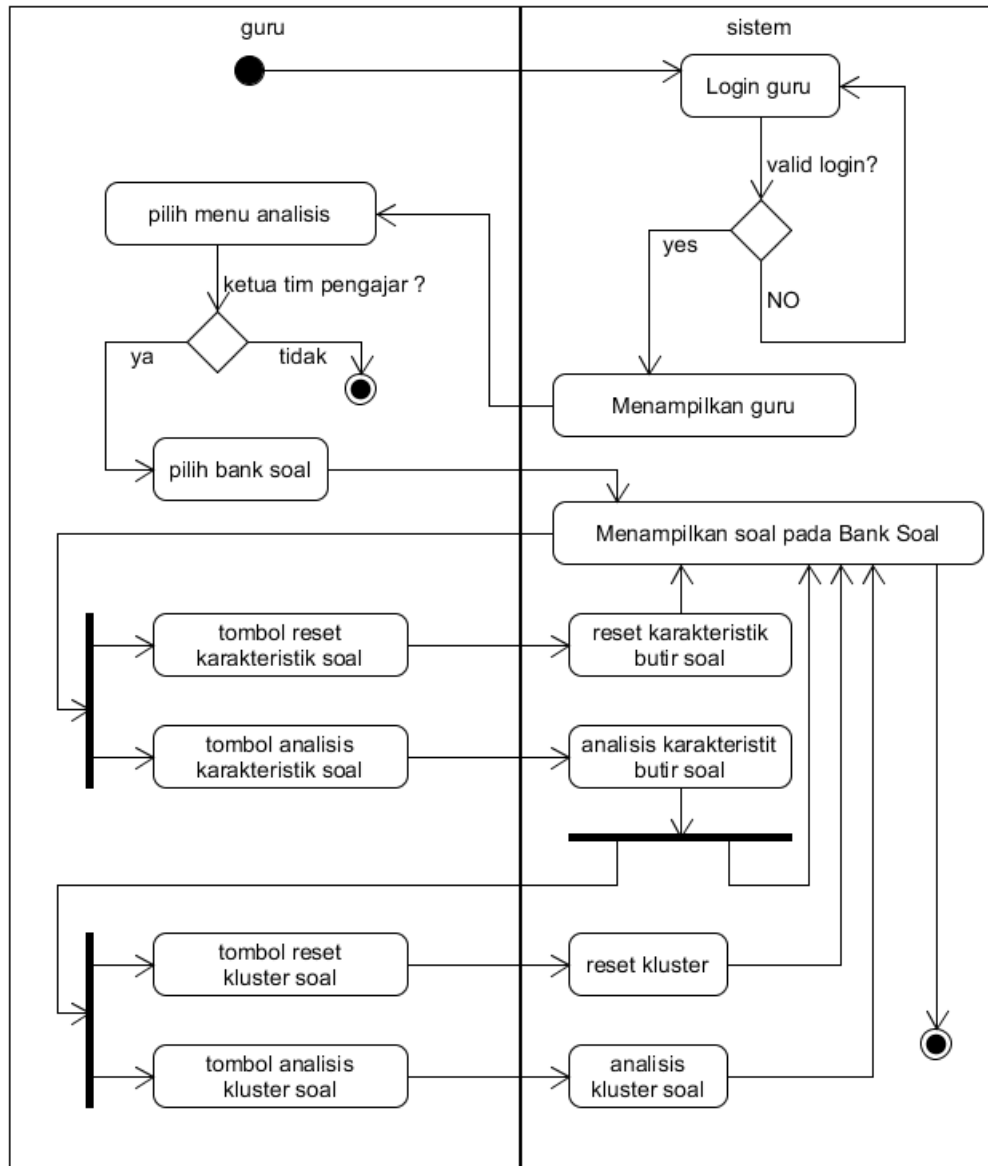 guru
sistem
Login guru
valid login?
pilih menu analisis
yes
ketua tim pengajar ?
NO
ya
tidak
Menampilkan guru
pilih bank soal
Menampilkan soal pada Bank Soal
tombol reset
karakteristik soal
reset karakteristik
butir soal
tombol analisis
karakteristik soal
analisis karakteristit
butir soal
tombol reset
kluster soal
reset kluster
tombol analisis
kluster soal
analisis
kluster soal